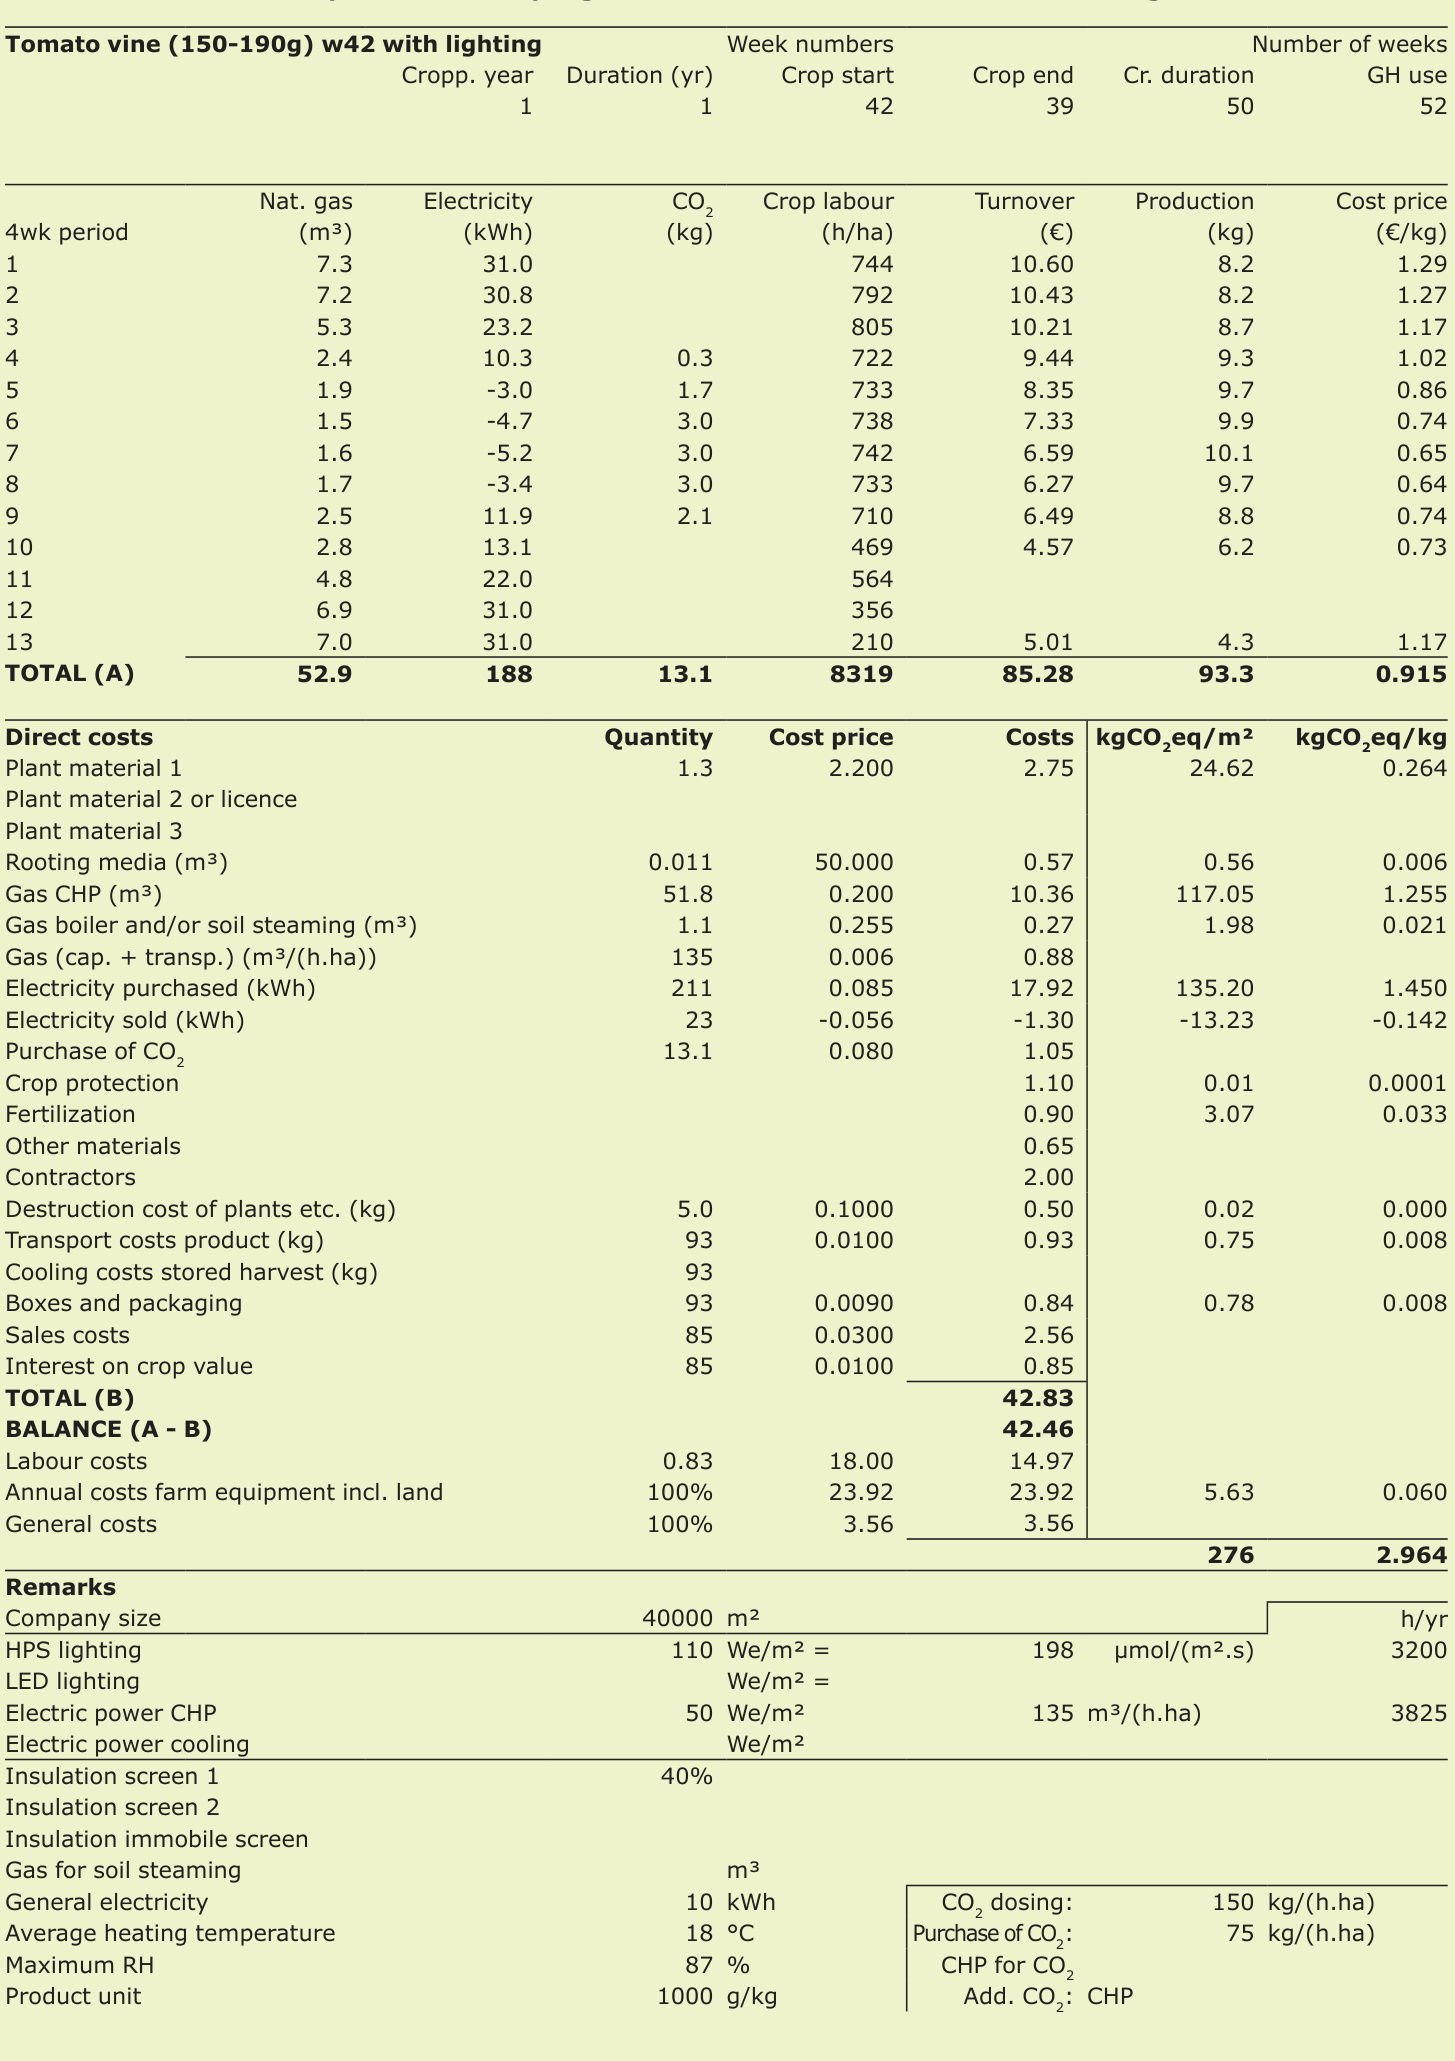 Tomato vine (150-190g) w42 with lighting Week numbers Number of weeks
Cropp. year Duration (yr) Crop start Crop end Cr. duration GH use
1 1 42 39 50 52
Nat. gas Electricity CO₂ Crop labour Turnover Production Cost price
4wk period (m³) (kWh) (kg) (h/ha) (€) (kg) (€/kg)
1 7.3 31.0 744 10.60 8.2 1.29
2 7.2 30.8 792 10.43 8.2 1.27
3 5.3 23.2 805 10.21 8.7 1.17
4 2.4 10.3 0.3 722 9.44 9.3 1.02
5 1.9 -3.0 1.7 733 8.35 9.7 0.86
6 1.5 -4.7 3.0 738 7.33 9.9 0.74
7 1.6 -5.2 3.0 742 6.59 10.1 0.65
8 1.7 -3.4 3.0 733 6.27 9.7 0.64
9 2.5 11.9 2.1 710 6.49 8.8 0.74
10 2.8 13.1 469 4.57 6.2 0.73
11 4.8 22.0 564
12 6.9 31.0 356
13 7.0 31.0 210 5.01 4.3 1.17
TOTAL (A) 52.9 188 13.1 8319 85.28 93.3 0.915
Direct costs Quantity Cost price Costs kgCO₂eq/m² kgCO₂eq/kg
Plant material 1 1.3 2.200 2.75 24.62 0.264
Plant material 2 or licence
Plant material 3
Rooting media (m³) 0.011 50.000 0.57 0.56 0.006
Gas CHP (m³) 51.8 0.200 10.36 117.05 1.255
Gas boiler and/or soil steaming (m³) 1.1 0.255 0.27 1.98 0.021
Gas (cap. + transp.) (m³/(h.ha)) 135 0.006 0.88
Electricity purchased (kWh) 211 0.085 17.92 135.20 1.450
Electricity sold (kWh) 23 -0.056 -1.30 -13.23 -0.142
Purchase of CO₂ 13.1 0.080 1.05
Crop protection 1.10 0.01 0.0001
Fertilization 0.90 3.07 0.033
Other materials 0.65
Contractors 2.00
Destruction cost of plants etc. (kg) 5.0 0.1000 0.50 0.02 0.000
Transport costs product (kg) 93 0.0100 0.93 0.75 0.008
Cooling costs stored harvest (kg) 93
Boxes and packaging 93 0.0090 0.84 0.78 0.008
Sales costs 85 0.0300 2.56
Interest on crop value 85 0.0100 0.85
TOTAL (B) 42.83
BALANCE (A - B) 42.46
Labour costs 0.83 18.00 14.97
Annual costs farm equipment incl. land 100% 23.92 23.92 5.63 0.060
General costs 100% 3.56 3.56
276 2.964
Remarks
Company size 40000 m² h/yr
HPS lighting 110 We/m² = 198 µmol/(m².s) 3200
LED lighting We/m² =
Electric power CHP 50 We/m² 135 m³/(h.ha) 3825
Electric power cooling We/m²
Insulation screen 1 40%
Insulation screen 2
Insulation immobile screen
Gas for soil steaming m³
General electricity 10 kWh CO₂ dosing: 150 kg/(h.ha)
Average heating temperature 18 °C Purchase of CO₂: 75 kg/(h.ha)
Maximum RH 87 % CHP for CO₂
Product unit 1000 g/kg Add. CO₂: CHP